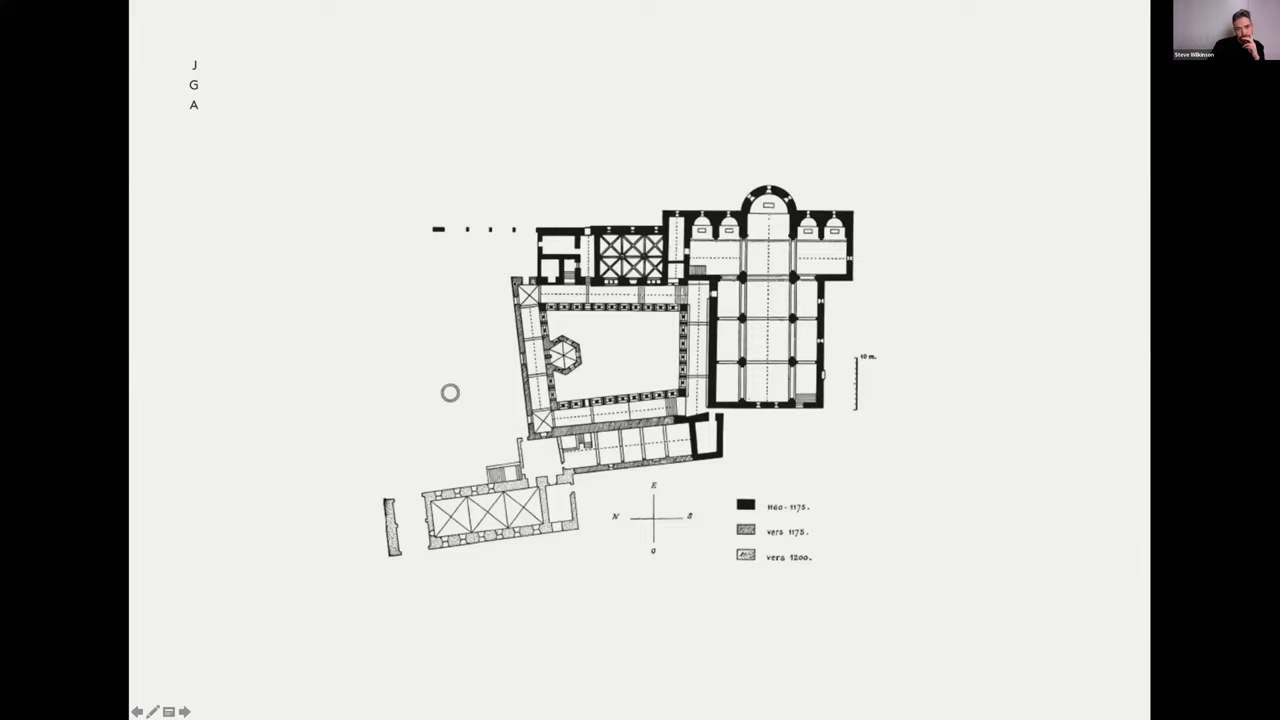 J
G
A
Steve Wilkinson
10 m.
E
N
S
O
1160-1175.
vers 1175.
vers 1200.